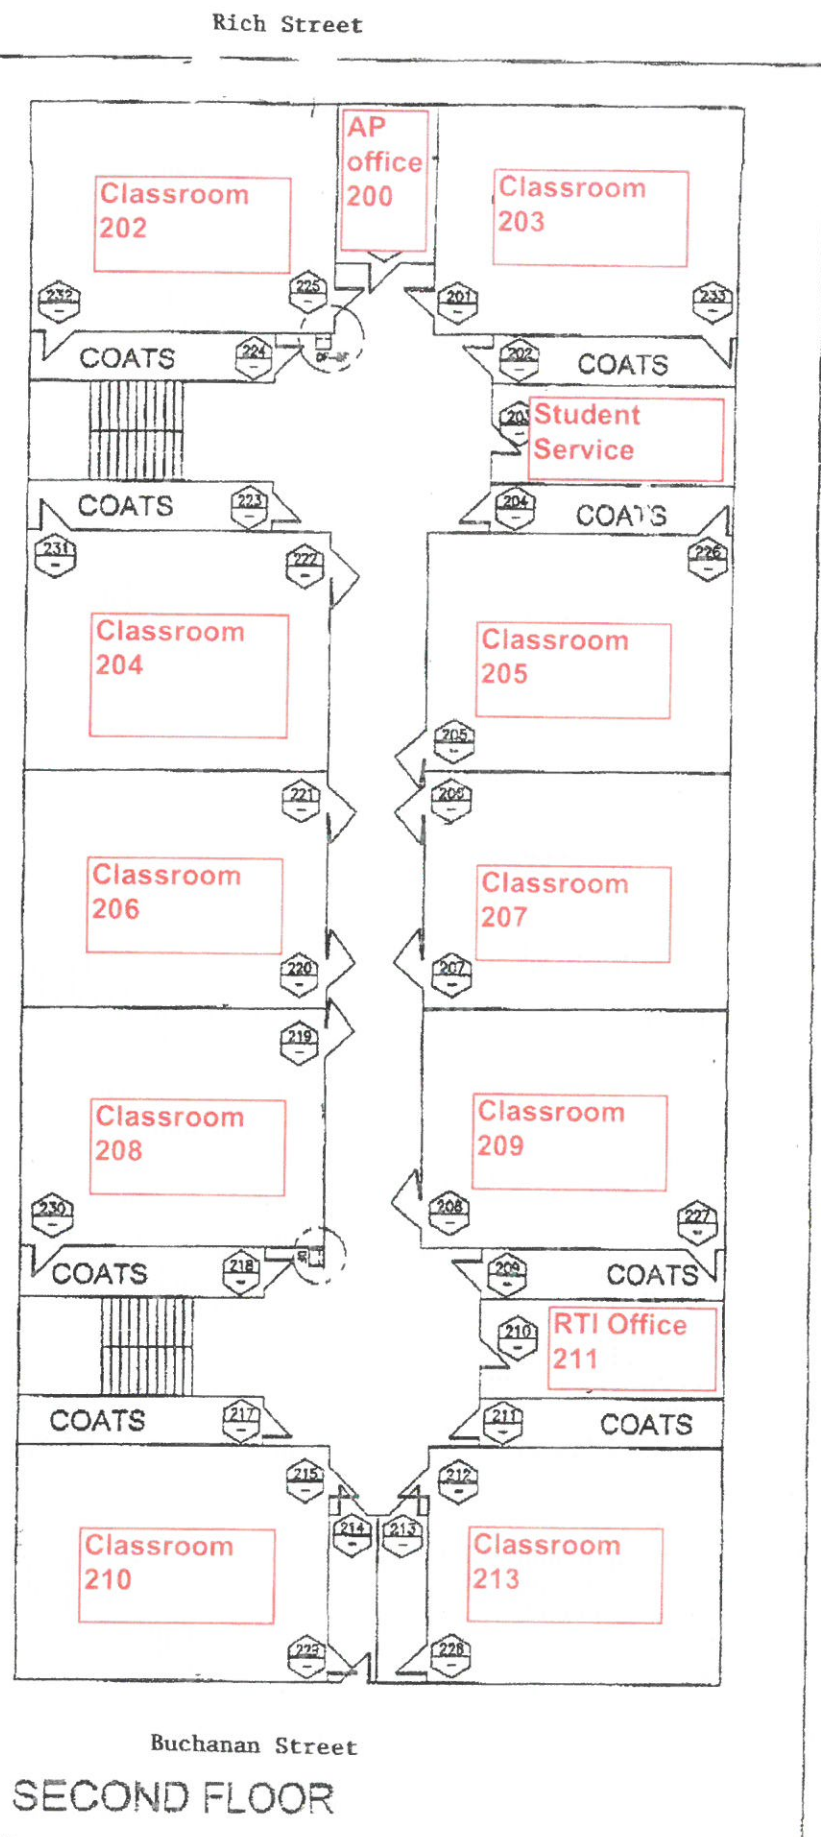 Rich Street
AP
office
200
Classroom
202
Classroom
203
232
225
201
233
COATS
224
202
COATS
203
Student
Service
COATS
223
204
COATS
231
222
226
Classroom
204
Classroom
205
205
221
206
Classroom
206
Classroom
207
220
207
219
Classroom
208
Classroom
209
230
208
227
COATS
218
209
COATS
210
RTI Office
211
COATS
217
211
COATS
215
212
214
213
Classroom
210
Classroom
213
229
228
Buchanan Street
SECOND FLOOR